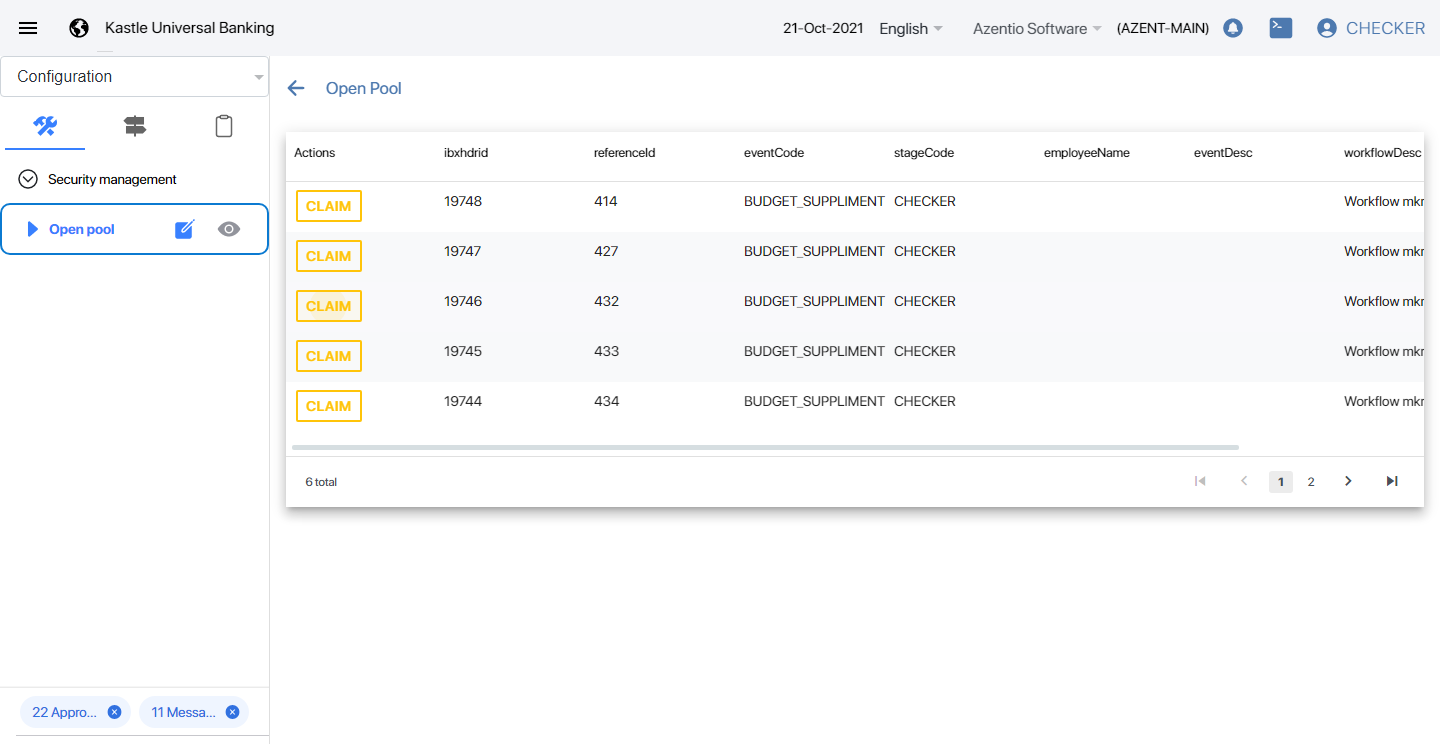 Kastle Universal Banking 21-Oct-2021 English Azentio Software (AZENT-MAIN) CHECKER
Configuration
Open Pool
Security management
Open pool
Actions ibxhdrid referenceId eventCode stageCode employeeName eventDesc workflowDesc
CLAIM 19748 414 BUDGET_SUPPLIMENT CHECKER Workflow mkr
CLAIM 19747 427 BUDGET_SUPPLIMENT CHECKER Workflow mkr
CLAIM 19746 432 BUDGET_SUPPLIMENT CHECKER Workflow mkr
CLAIM 19745 433 BUDGET_SUPPLIMENT CHECKER Workflow mkr
CLAIM 19744 434 BUDGET_SUPPLIMENT CHECKER Workflow mkr
6 total 1 2
22 Appro... 11 Messa...